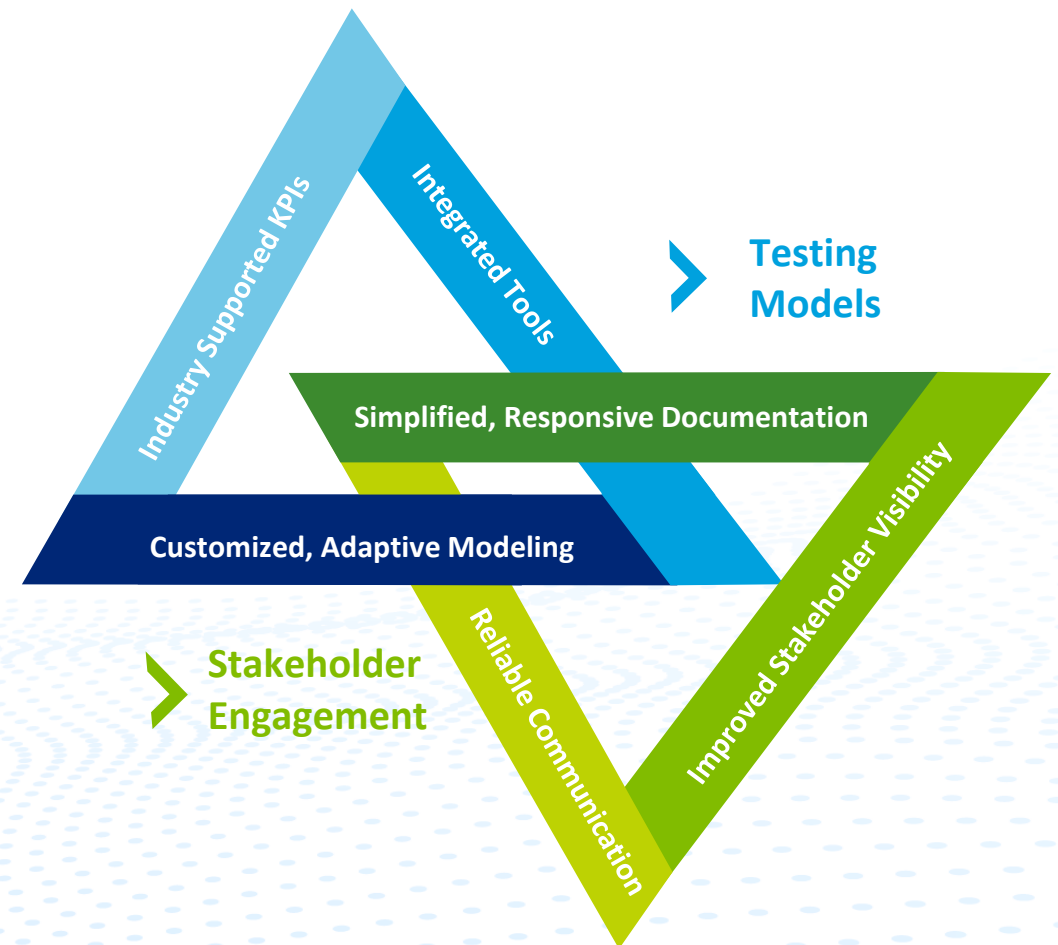 Industry Supported KPIs
Integrated Tools
Testing
Models
Simplified, Responsive Documentation
Customized, Adaptive Modeling
Improved Stakeholder Visibility
Stakeholder
Engagement
Reliable Communication